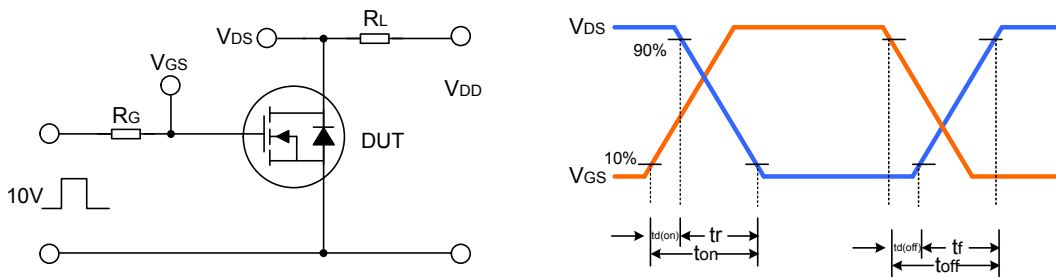 VDS
RL
VGS
VDD
RG
DUT
10V
VDS
90%
10%
VGS
td(on)
tr
ton
td(off)
tf
toff